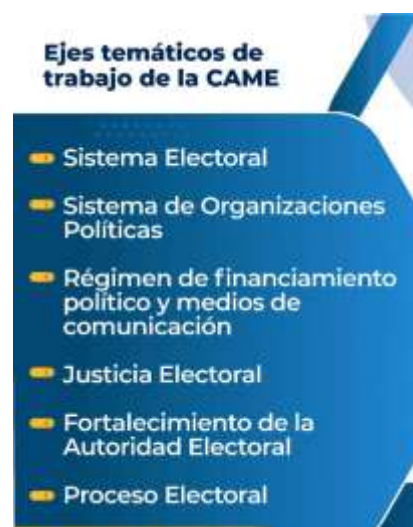 Ejes temáticos de
trabajo de la CAME
Sistema Electoral
Sistema de Organizaciones
Políticas
Régimen de financiamiento
político y medios de
comunicación
Justicia Electoral
Fortalecimiento de la
Autoridad Electoral
Proceso Electoral